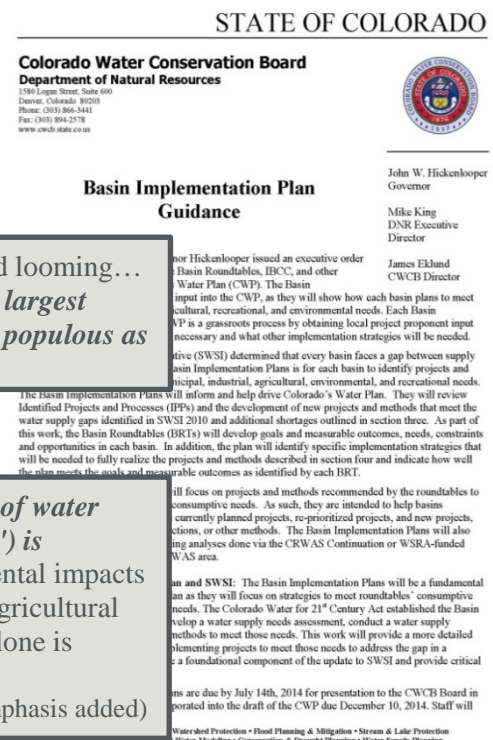 STATE OF COLORADO
Colorado Water Conservation Board
Department of Natural Resources
1580 Logan Street, Suite 600
Denver, Colorado 80203
Phone: (303) 866-3441
Fax: (303) 894-2578
www.cwcb.state.co.us
John W. Hickenlooper
Governor
Mike King
DNR Executive
Director
James Eklund
CWCB Director
Basin Implementation Plan
Guidance
d looming…
largest
populous as
nor Hickenlooper issued an executive order
Basin Roundtables, IBCC, and other
Water Plan (CWP). The Basin
input into the CWP, as they will show how each basin plans to meet
icultural, recreational, and environmental needs. Each Basin
WP is a grassroots process by obtaining local project proponent input
necessary and what other implementation strategies will be needed.
tive (SWSI) determined that every basin faces a gap between supply
asin Implementation Plans is for each basin to identify projects and
nicipal, industrial, agricultural, environmental, and recreational needs.
The Basin Implementation Plans will inform and help drive Colorado's Water Plan. They will review
Identified Projects and Processes (IPPs) and the development of new projects and methods that meet the
water supply gaps identified in SWSI 2010 and additional shortages outlined in section three. As part of
this work, the Basin Roundtables (BRTs) will develop goals and measurable outcomes, needs, constraints
and opportunities in each basin. In addition, the plan will identify specific implementation strategies that
will be needed to fully realize the projects and methods described in section four and indicate how well
the plan meets the goals and measurable outcomes as identified by each BRT.
of water
') is
ental impacts
gricultural
lone is
phasis added)
ill focus on projects and methods recommended by the roundtables to
consumptive needs. As such, they are intended to help basins
currently planned projects, re-prioritized projects, and new projects,
ctions, or other methods. The Basin Implementation Plans will also
ing analyses done via the CRWAS Continuation or WSRA-funded
WAS area.
an and SWSI: The Basin Implementation Plans will be a fundamental
an as they will focus on strategies to meet roundtables' consumptive
needs. The Colorado Water for 21st Century Act established the Basin
velop a water supply needs assessment, conduct a water supply
methods to meet those needs. This work will provide a more detailed
plementing projects to meet those needs to address the gap in a
e a foundational component of the update to SWSI and provide critical
ns are due by July 14th, 2014 for presentation to the CWCB Board in
porated into the draft of the CWP due December 10, 2014. Staff will
Watershed Protection • Flood Planning & Mitigation • Stream & Lake Protection